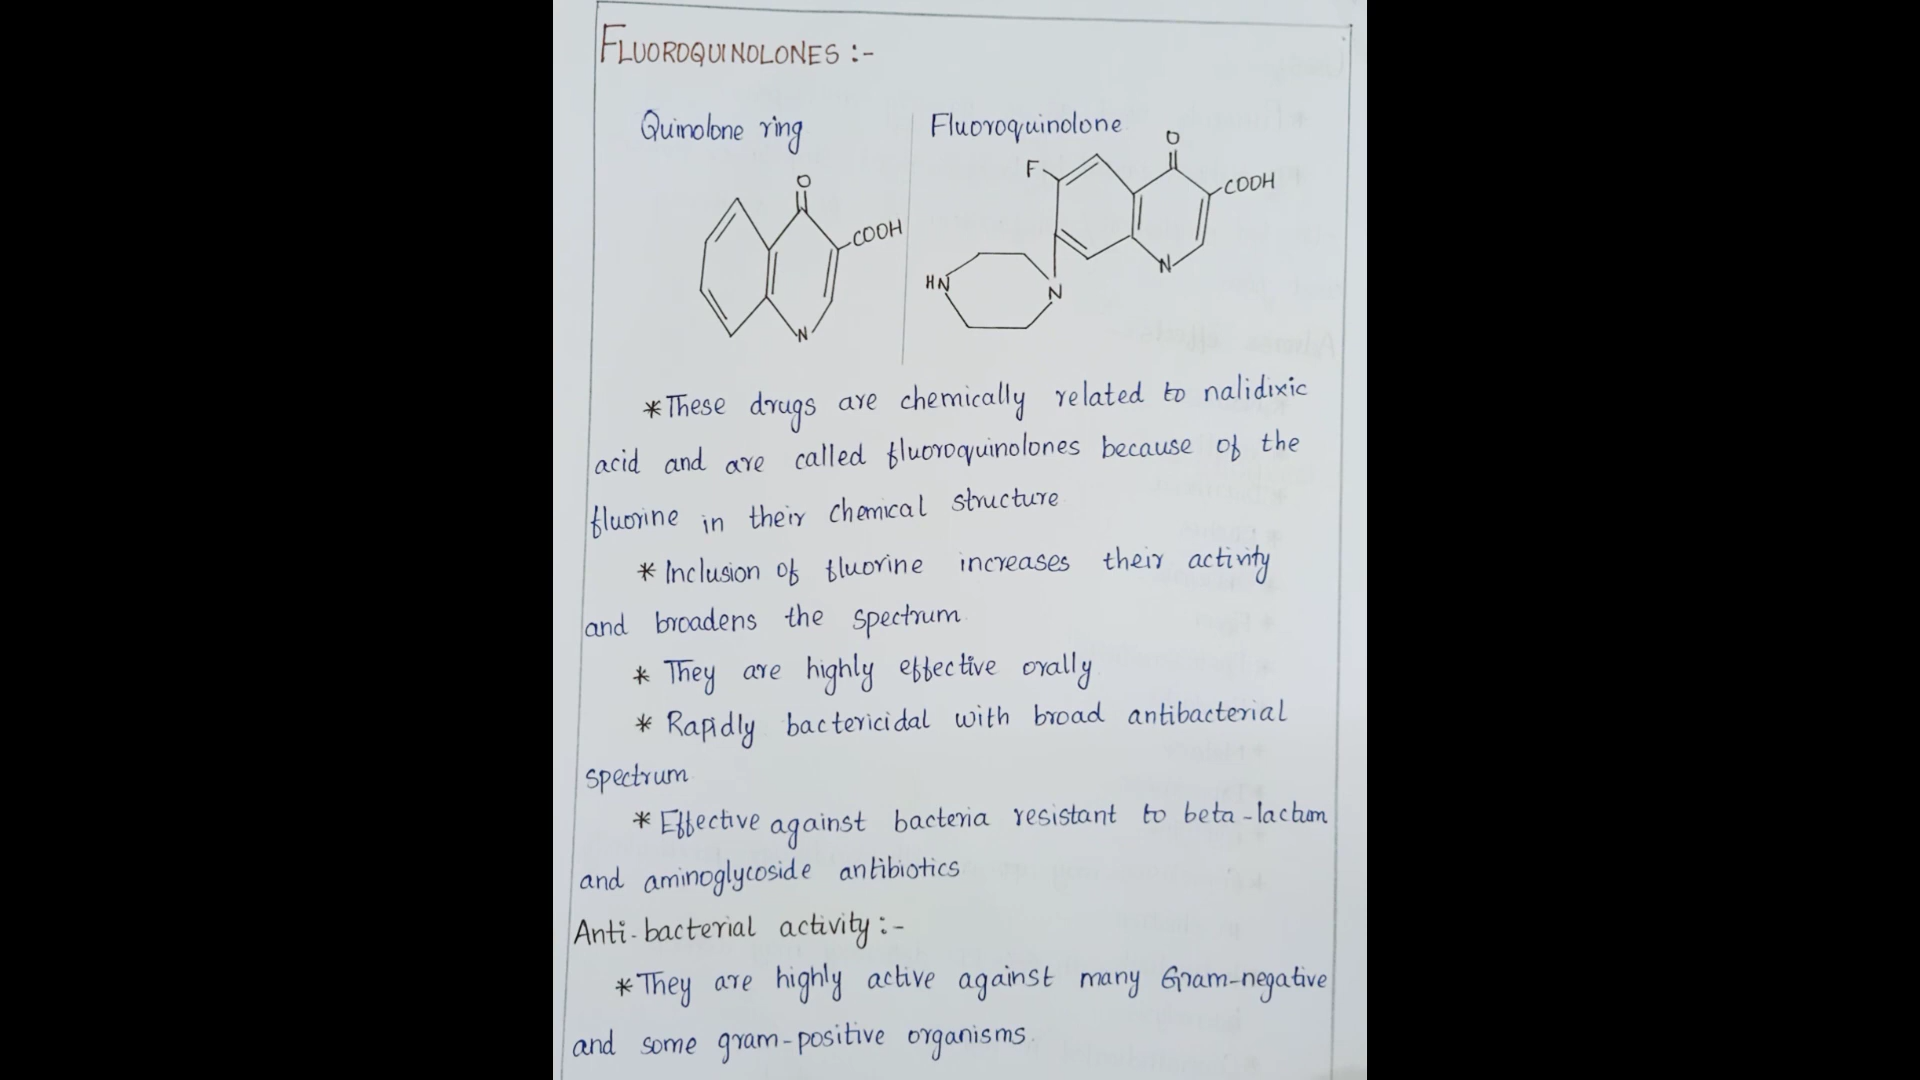 FLUOROQUINOLONES :-
Quinolone ring
Fluoroquinolone
O
COOH
N
O
F
COOH
N
HN
N
* These drugs are chemically related to nalidixic
acid and are called fluoroquinolones because of the
fluorine in their chemical structure
* Inclusion of fluorine increases their activity
and broadens the spectrum.
* They are highly effective orally
* Rapidly bactericidal with broad antibacterial
spectrum
* Effective against bacteria resistant to beta-lactum
and aminoglycoside antibiotics
Anti-bacterial activity :-
* They are highly active against many Gram-negative
and some gram-positive organisms.